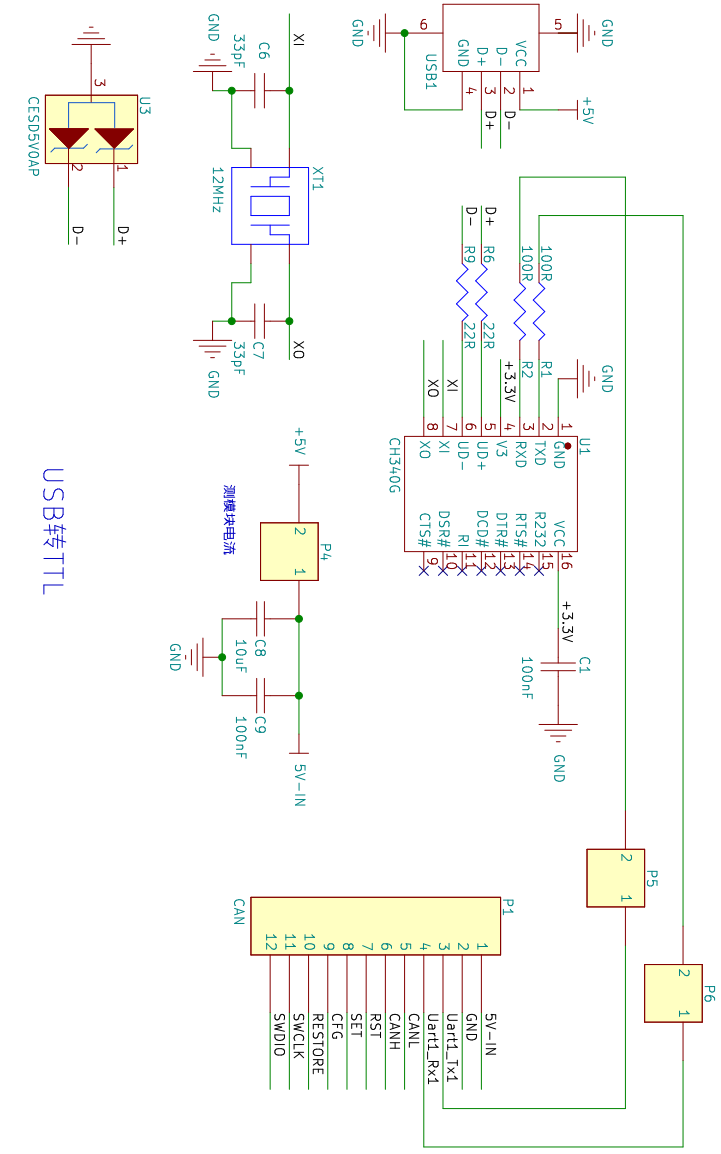 USB转TTL
U3
CESD5V0AP
3
2
1
D-
D+
GND
33pF
C6
XI
XT1
12MHz
C7
33pF
GND
XO
GND
6
5
GND
USB1
GND
D+
D-
VCC
4
3
2
1
D+
D-
+5V
D-
D+
R9
R6
22R
22R
100R
100R
R2
R1
+3.3V
GND
XO
XI
8
7
6
5
4
3
2
1
U1
CH340G
XO
XI
UD-
UD+
V3
RXD
TXD
GND
CTS#
DSR#
RI
DCD#
DTR#
RTS#
R232
VCC
9
10
11
12
13
14
15
16
+3.3V
C1
100nF
GND
+5V
测模块电流
P4
2
1
C8
10uF
GND
C9
100nF
5V-IN
P5
2
1
P6
2
1
P1
CAN
12
11
10
9
8
7
6
5
4
3
2
1
5V-IN
GND
Uart1_Tx1
Uart1_Rx1
CANL
CANH
RST
SET
CFG
RESTORE
SWCLK
SWDIO